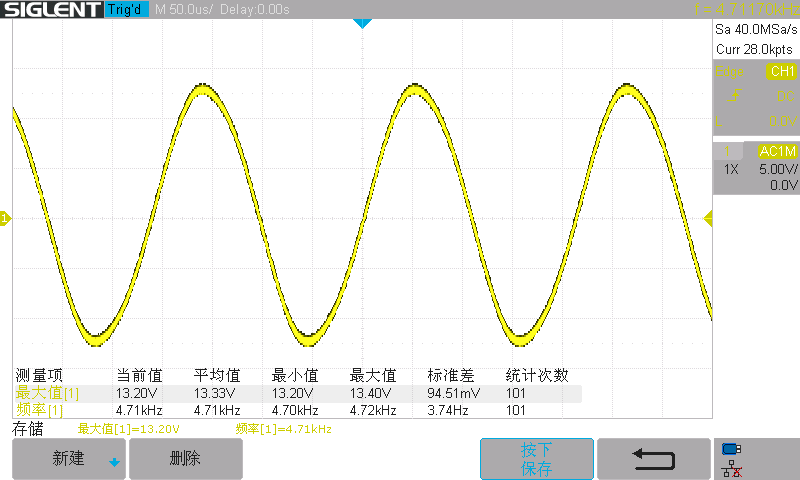 SIGLENT Trig'd M 50.0us/ Delay:0.00s f = 4.71170kHz
Sa 40.0MSa/s
Curr 28.0kpts
Edge CH1
DC
L 0.0V
AC1M
1X 5.00V/
0.0V
1
测量项 当前值 平均值 最小值 最大值 标准差 统计次数
最大值[1] 13.20V 13.33V 13.20V 13.40V 94.51mV 101
频率[1] 4.71kHz 4.71kHz 4.70kHz 4.72kHz 3.74Hz 101
存储 最大值[1]=13.20V 频率[1]=4.71kHz
新建 删除 按下
保存